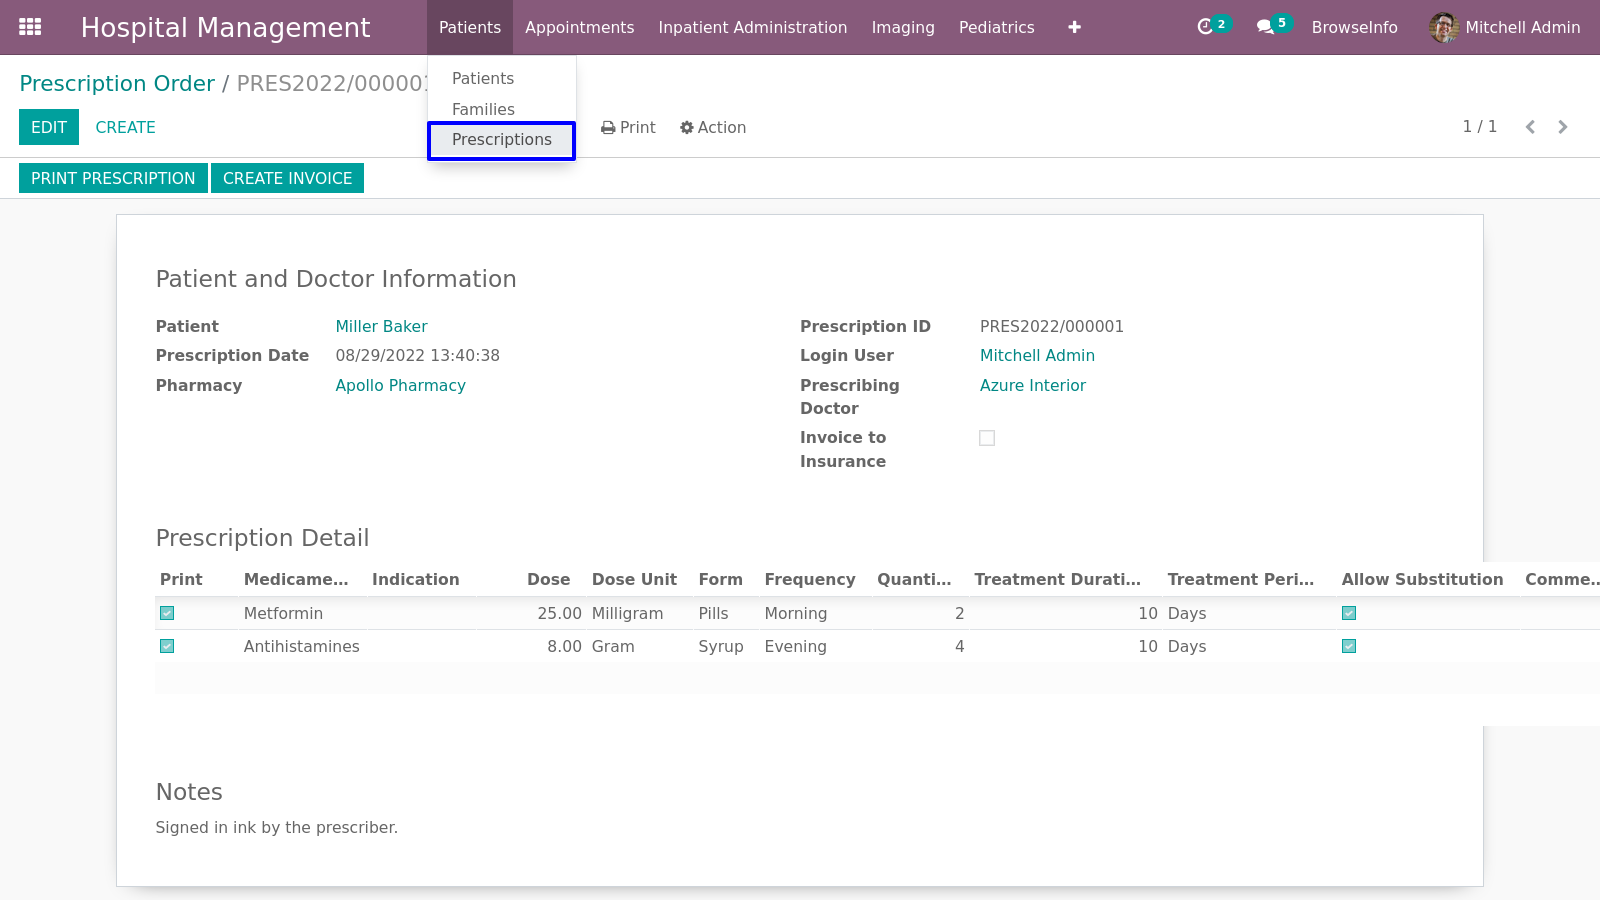 Hospital Management Patients Appointments Inpatient Administration Imaging Pediatrics 2 5 BrowseInfo Mitchell Admin
Prescription Order / PRES2022/000001
Patients
Families
Prescriptions
EDIT CREATE Print Action 1 / 1
PRINT PRESCRIPTION CREATE INVOICE
Patient and Doctor Information
Patient Miller Baker Prescription ID PRES2022/000001
Prescription Date 08/29/2022 13:40:38 Login User Mitchell Admin
Pharmacy Apollo Pharmacy Prescribing Doctor Azure Interior
Invoice to Insurance
Prescription Detail
Print Medicame... Indication Dose Dose Unit Form Frequency Quanti... Treatment Durati... Treatment Peri... Allow Substitution Comme...
Metformin 25.00 Milligram Pills Morning 2 10 Days
Antihistamines 8.00 Gram Syrup Evening 4 10 Days
Notes
Signed in ink by the prescriber.